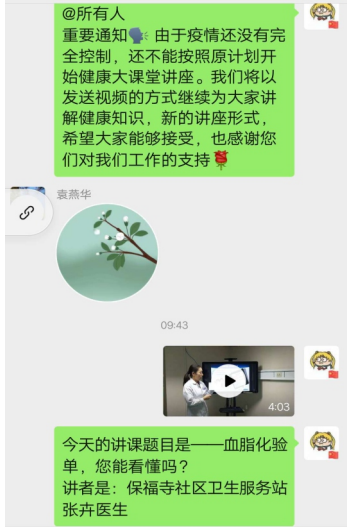 @所有人
重要通知🗣️ 由于疫情还没有完
全控制，还不能按照原计划开
始健康大课堂讲座。我们将以
发送视频的方式继续为大家讲
解健康知识，新的讲座形式，
希望大家能够接受，也感谢您
们对我们工作的支持🌹
袁燕华
09:43
4:03
今天的讲课题目是——血脂化验
单，您能看懂吗？
讲者是：保福寺社区卫生服务站
张卉医生